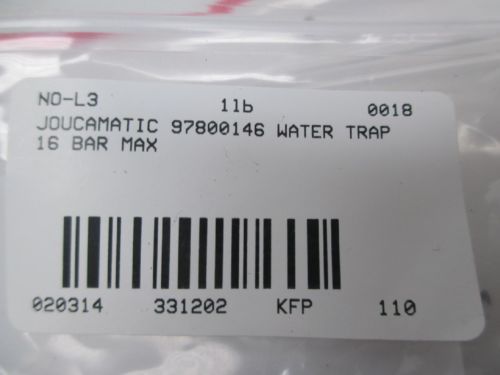 NO-L3 1lb 0018
JOUCAMATIC 97800146 WATER TRAP
16 BAR MAX
020314 331202 KFP 110